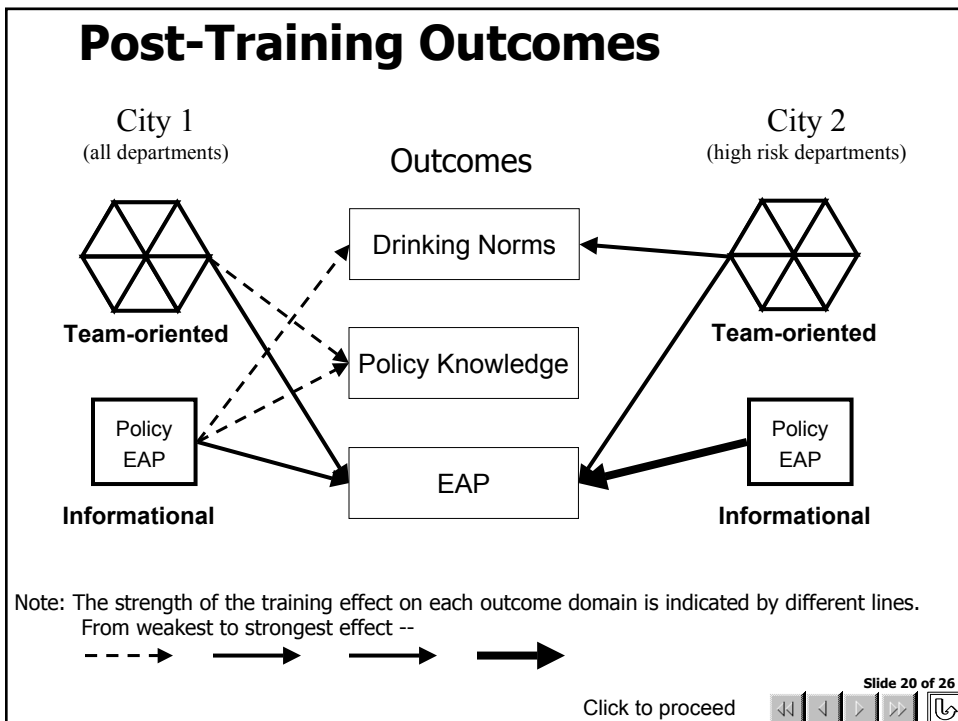 Post-Training Outcomes
City 1
(all departments)
City 2
(high risk departments)
Outcomes
Drinking Norms
Team-oriented
Team-oriented
Policy Knowledge
Policy
EAP
Policy
EAP
EAP
Informational
Informational
Note: The strength of the training effect on each outcome domain is indicated by different lines.
From weakest to strongest effect --
Slide 20 of 26
Click to proceed